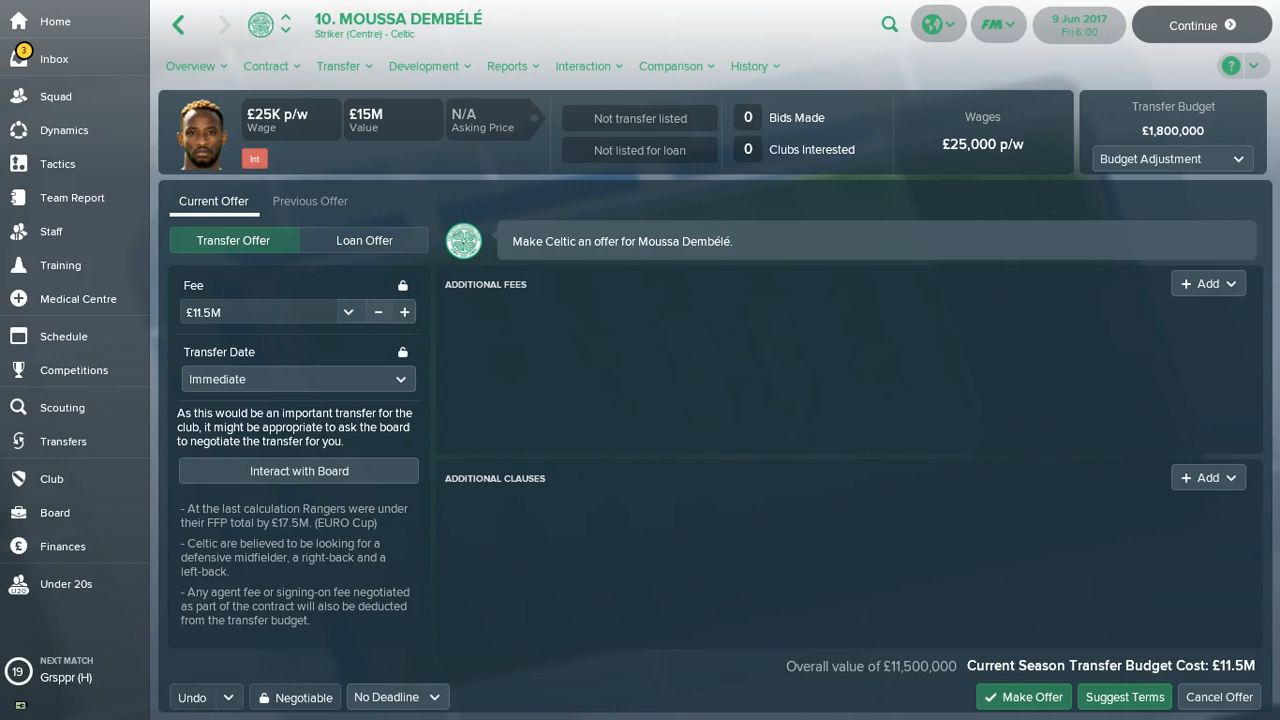 Home
3
Inbox
Squad
Dynamics
Tactics
Team Report
Staff
Training
Medical Centre
Schedule
Competitions
Scouting
Transfers
Club
Board
Finances
U20
Under 20s
NEXT MATCH
19
Grsppr (H)
10. MOUSSA DEMBÉLÉ
Striker (Centre) - Celtic
FM
9 Jun 2017
Fri 6:00
Continue
Overview
Contract
Transfer
Development
Reports
Interaction
Comparison
History
?
£25K p/w
Wage
£15M
Value
N/A
Asking Price
Int
Not transfer listed
Not listed for loan
0 Bids Made
0 Clubs Interested
Wages
£25,000 p/w
Transfer Budget
£1,800,000
Budget Adjustment
Current Offer
Previous Offer
Transfer Offer
Loan Offer
Make Celtic an offer for Moussa Dembélé.
Fee
£11.5M
- +
Transfer Date
Immediate
As this would be an important transfer for the
club, it might be appropriate to ask the board
to negotiate the transfer for you.
Interact with Board
- At the last calculation Rangers were under
their FFP total by £17.5M. (EURO Cup)
- Celtic are believed to be looking for a
defensive midfielder, a right-back and a
left-back.
- Any agent fee or signing-on fee negotiated
as part of the contract will also be deducted
from the transfer budget.
ADDITIONAL FEES
+ Add
ADDITIONAL CLAUSES
+ Add
Overall value of £11,500,000 Current Season Transfer Budget Cost: £11.5M
Undo
Negotiable
No Deadline
Make Offer
Suggest Terms
Cancel Offer